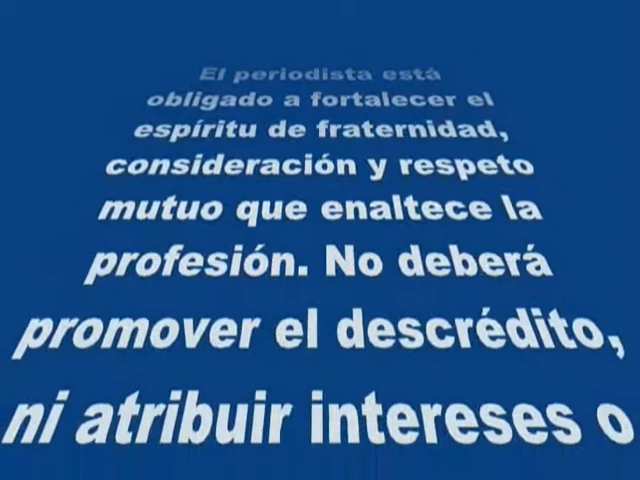 El periodista está
obligado a fortalecer el
espíritu de fraternidad,
consideración y respeto
mutuo que enaltece la
profesión. No deberá
promover el descrédito,
ni atribuir intereses o